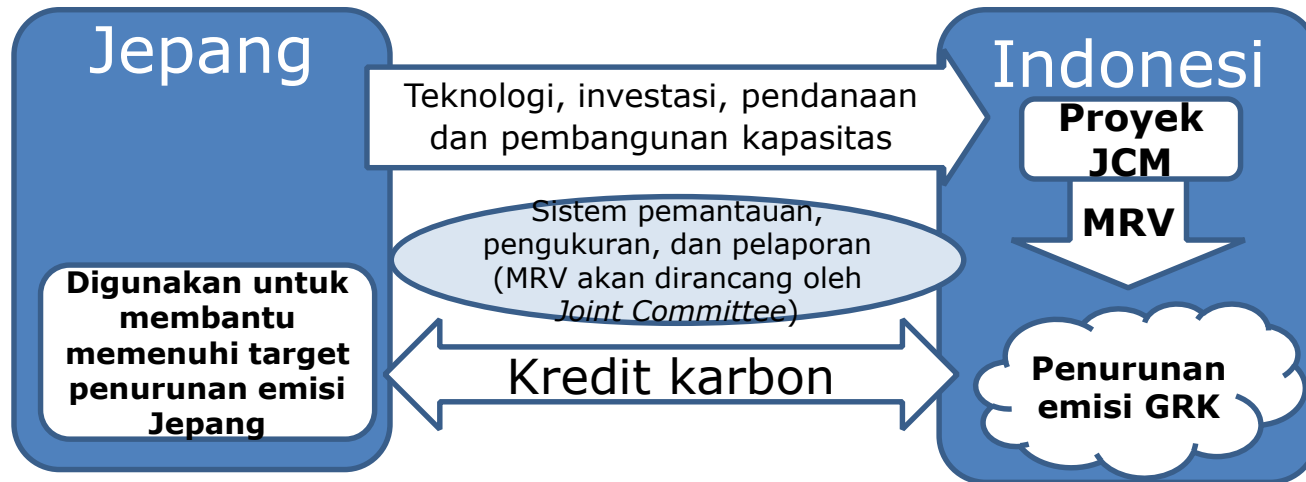 Jepang
Teknologi, investasi, pendanaan
dan pembangunan kapasitas
Indonesi
Proyek
JCM
MRV
Sistem pemantauan,
pengukuran, dan pelaporan
(MRV akan dirancang oleh
Joint Committee)
Digunakan untuk
membantu
memenuhi target
penurunan emisi
Jepang
Kredit karbon
Penurunan
emisi GRK